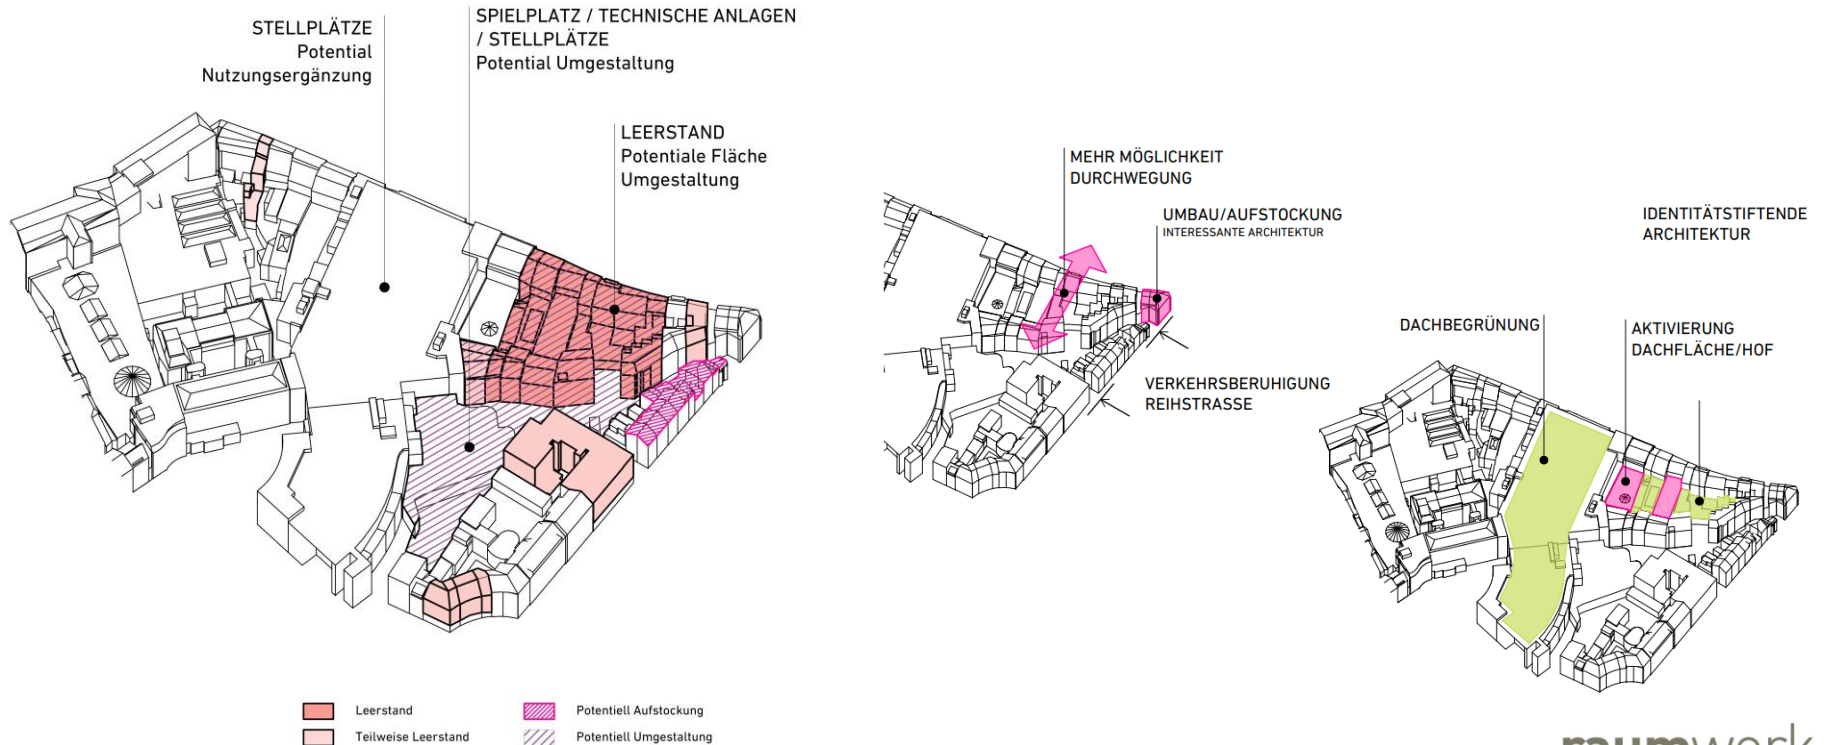 STELLPLÄTZE
Potential
Nutzungsergänzung
SPIELPLATZ / TECHNISCHE ANLAGEN
/ STELLPLÄTZE
Potential Umgestaltung
LEERSTAND
Potentiale Fläche
Umgestaltung
Leerstand
Teilweise Leerstand
Potentiell Aufstockung
Potentiell Umgestaltung
MEHR MÖGLICHKEIT
DURCHWEGUNG
UMBAU/AUFSTOCKUNG
INTERESSANTE ARCHITEKTUR
VERKEHRSBERUHIGUNG
REIHSTRASSE
IDENTITÄTSTIFTENDE
ARCHITEKTUR
DACHBEGRÜNUNG
AKTIVIERUNG
DACHFLÄCHE/HOF
raumwerk